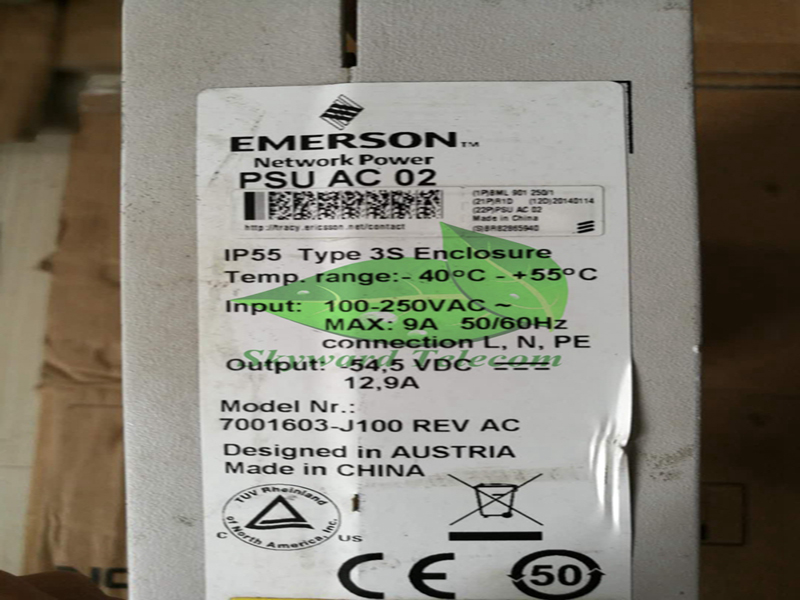 EMERSON™
Network Power
PSU AC 02
(1P)BML 901 250/1
(21P)R1D (12D)20140114
(22P)PSU AC 02
Made in China
(S)BR82865940
http://tracy.ericsson.net/contact
IP55 Type 3S Enclosure
Temp. range:- 40°C - +55°C
Input: 100-250VAC ~
MAX: 9A 50/60Hz
connection L, N, PE
Skyward Telecom
Output: 54,5 VDC
12,9A
Model Nr.:
7001603-J100 REV AC
Designed in AUSTRIA
Made in CHINA
TUV Rheinland
of North America, Inc.
C US
CE
50